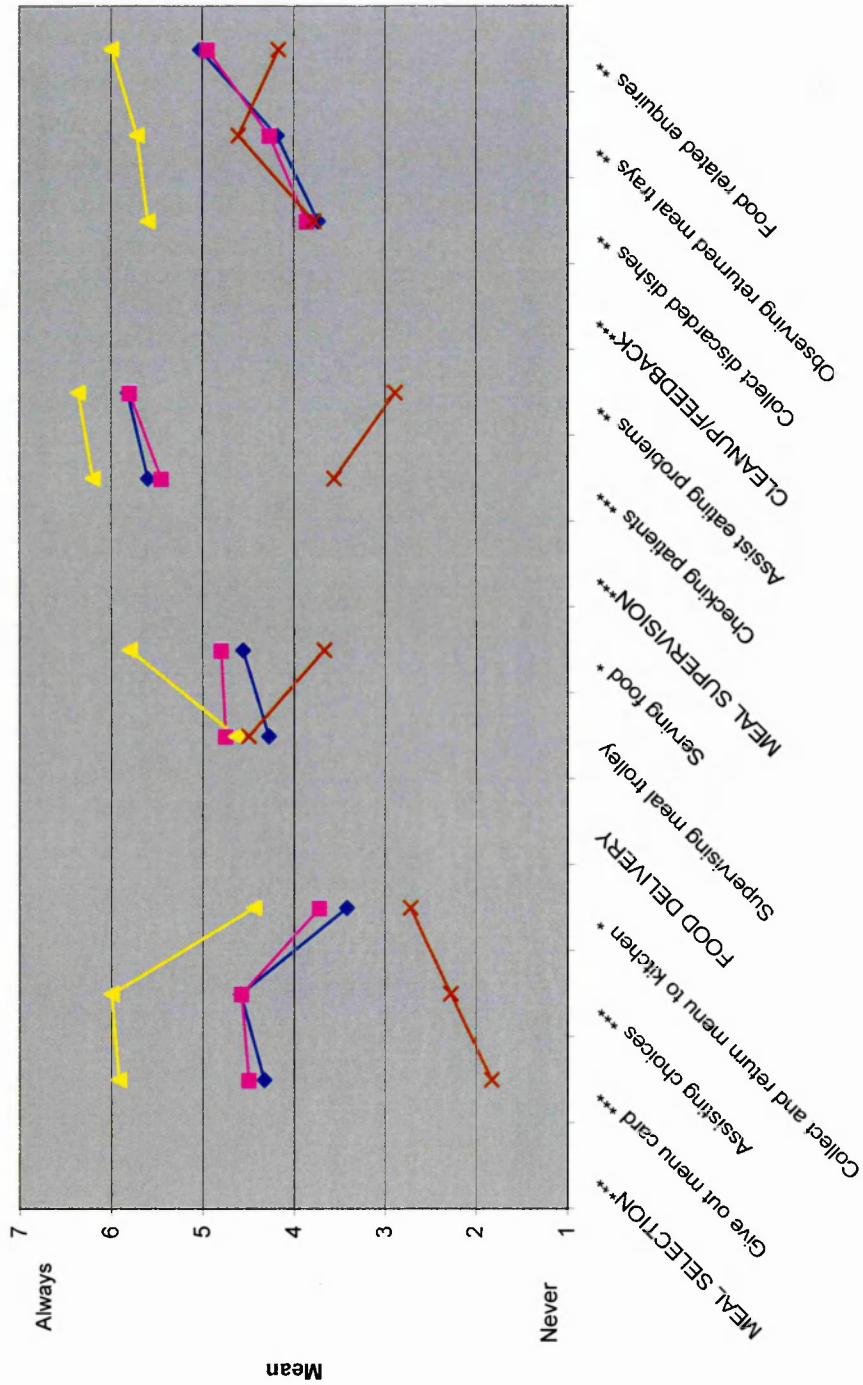 Always
Never
Mean
7
6
5
4
3
2
1
MEAL SELECTION***
Give out menu card ***
Assisting choices ***
Collect and return menu to kitchen *
FOOD DELIVERY
Supervising meal trolley
Serving food *
MEAL SUPERVISION***
Checking patients ***
Assist eating problems **
CLEANUP/FEEDBACK***
Collect discarded dishes **
Observing returned meal trays **
Food related enquires **